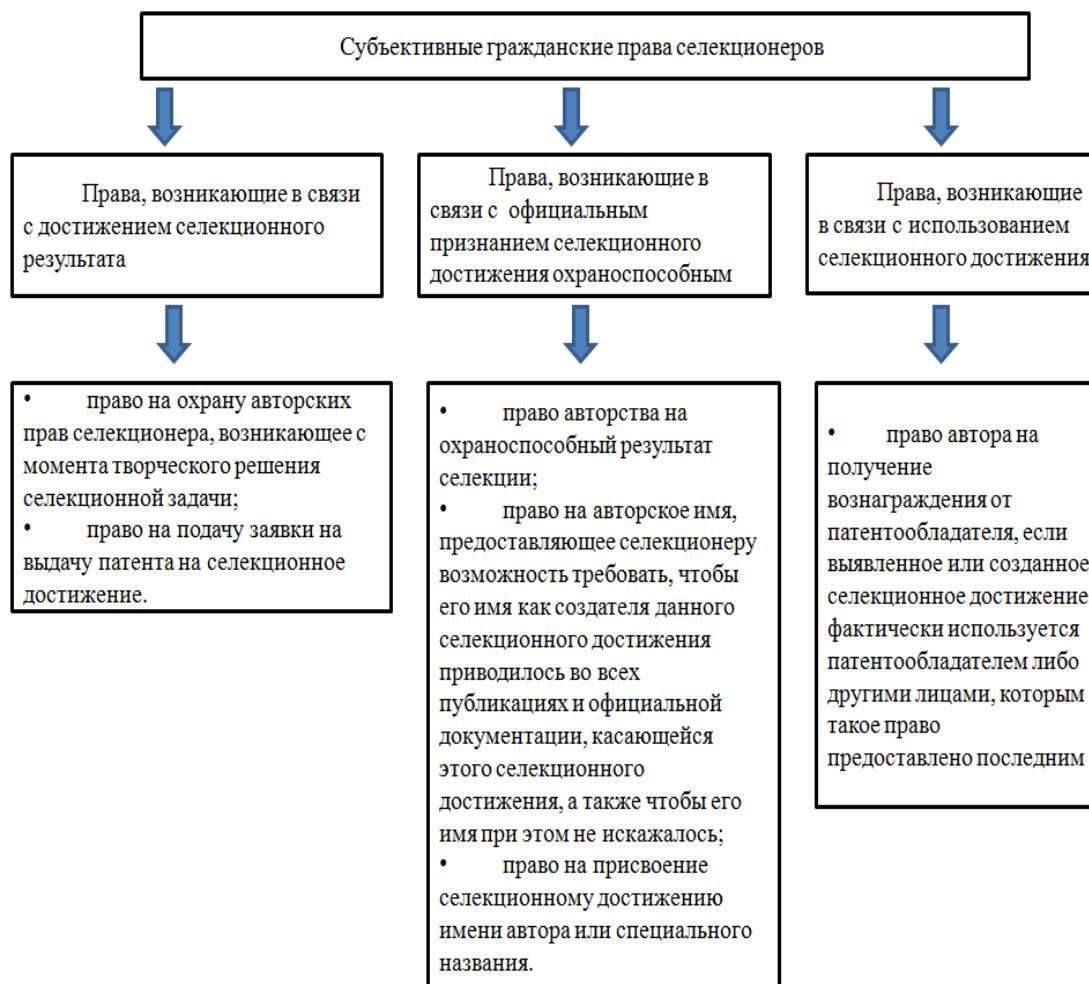 Субъективные гражданские права селекционеров
Права, возникающие в связи
с достижением селекционного
результата
Права, возникающие в
связи с официальным
признанием селекционного
достижения охраноспособным
Права, возникающие
в связи с использованием
селекционного достижения
• право на охрану авторских
прав селекционера, возникающее с
момента творческого решения
селекционной задачи;
• право на подачу заявки на
выдачу патента на селекционное
достижение.
• право авторства на
охраноспособный результат
селекции;
• право на авторское имя,
предоставляющее селекционеру
возможность требовать, чтобы
его имя как создателя данного
селекционного достижения
приводилось во всех
публикациях и официальной
документации, касающейся
этого селекционного
достижения, а также чтобы его
имя при этом не искажалось;
• право на присвоение
селекционному достижению
имени автора или специального
названия.
• право автора на
получение
вознаграждения от
патентообладателя, если
выявленное или созданное
селекционное достижение
фактически используется
патентообладателем либо
другими лицами, которым
такое право
предоставлено последним